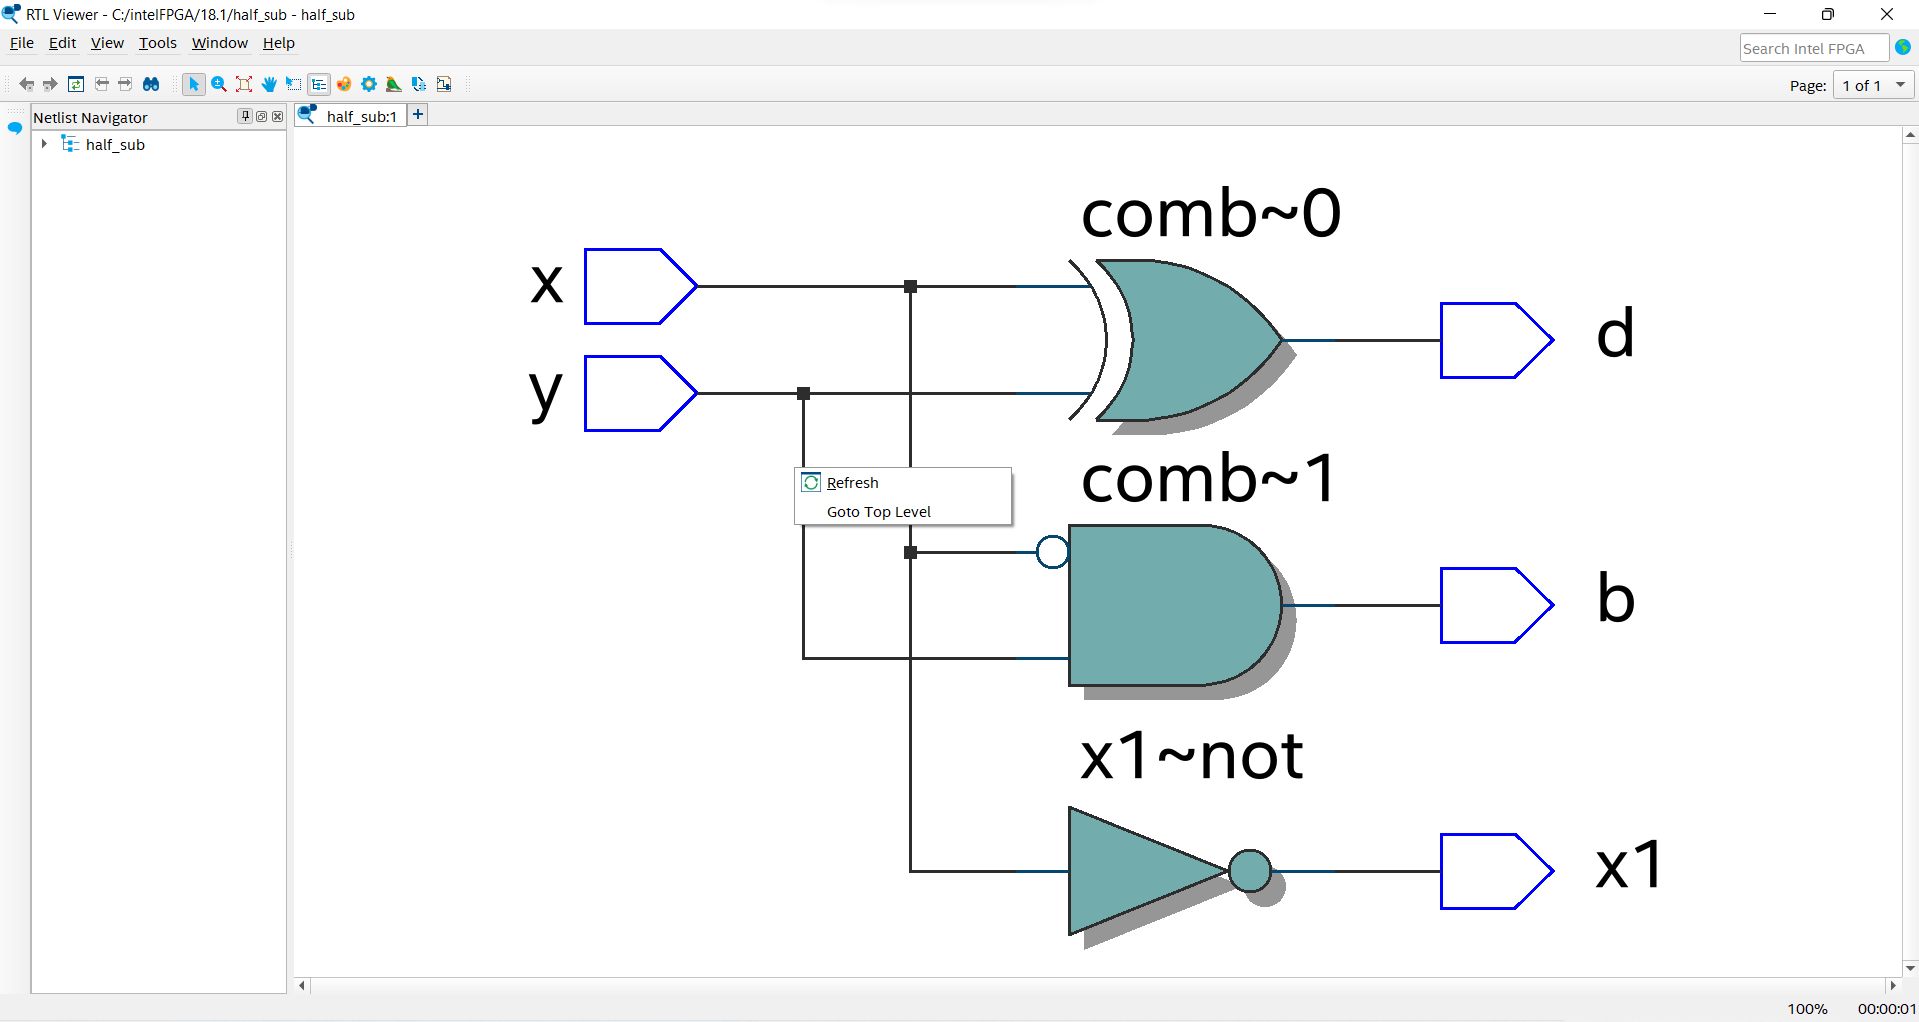 RTL Viewer - C:/intelFPGA/18.1/half_sub - half_sub
File Edit View Tools Window Help
Search Intel FPGA
Page: 1 of 1
Netlist Navigator
half_sub:1
half_sub
comb~0
x
d
y
comb~1
Refresh
Goto Top Level
b
x1~not
x1
100% 00:00:01